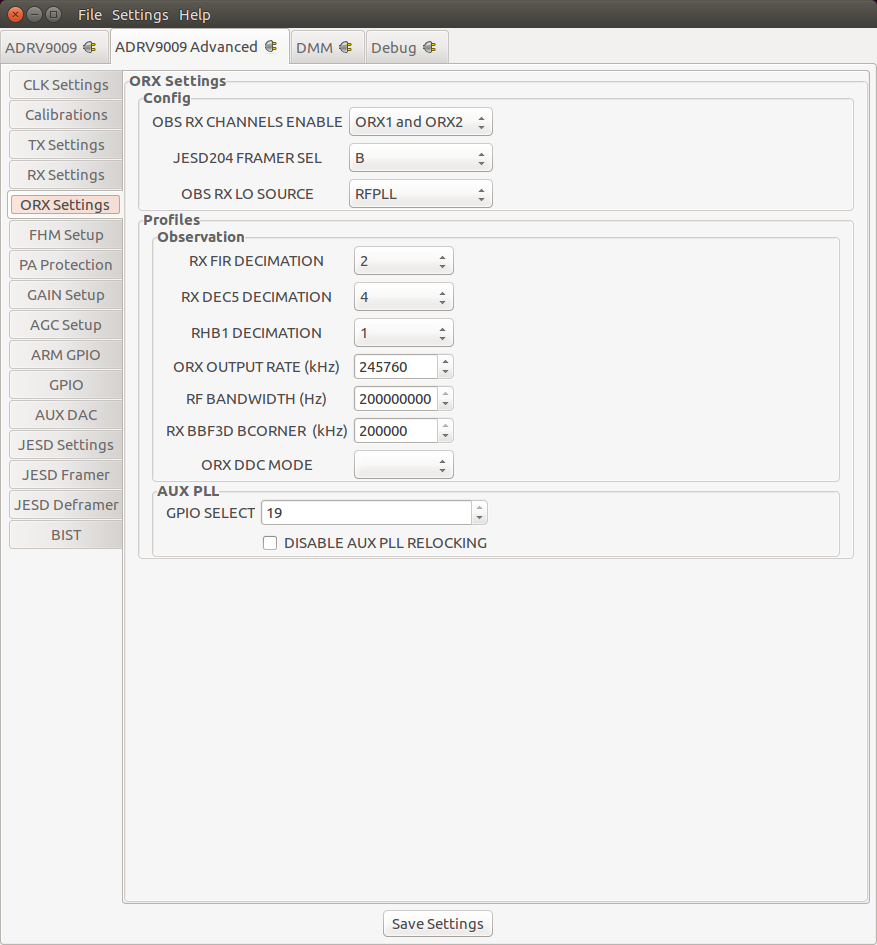 File Settings Help
ADRV9009 ADRV9009 Advanced DMM Debug
CLK Settings
Calibrations
TX Settings
RX Settings
ORX Settings
FHM Setup
PA Protection
GAIN Setup
AGC Setup
ARM GPIO
GPIO
AUX DAC
JESD Settings
JESD Framer
JESD Deframer
BIST
ORX Settings
Config
OBS RX CHANNELS ENABLE ORX1 and ORX2
JESD204 FRAMER SEL B
OBS RX LO SOURCE RFPLL
Profiles
Observation
RX FIR DECIMATION 2
RX DEC5 DECIMATION 4
RHB1 DECIMATION 1
ORX OUTPUT RATE (kHz) 245760
RF BANDWIDTH (Hz) 200000000
RX BBF3D BCORNER (kHz) 200000
ORX DDC MODE
AUX PLL
GPIO SELECT 19
DISABLE AUX PLL RELOCKING
Save Settings